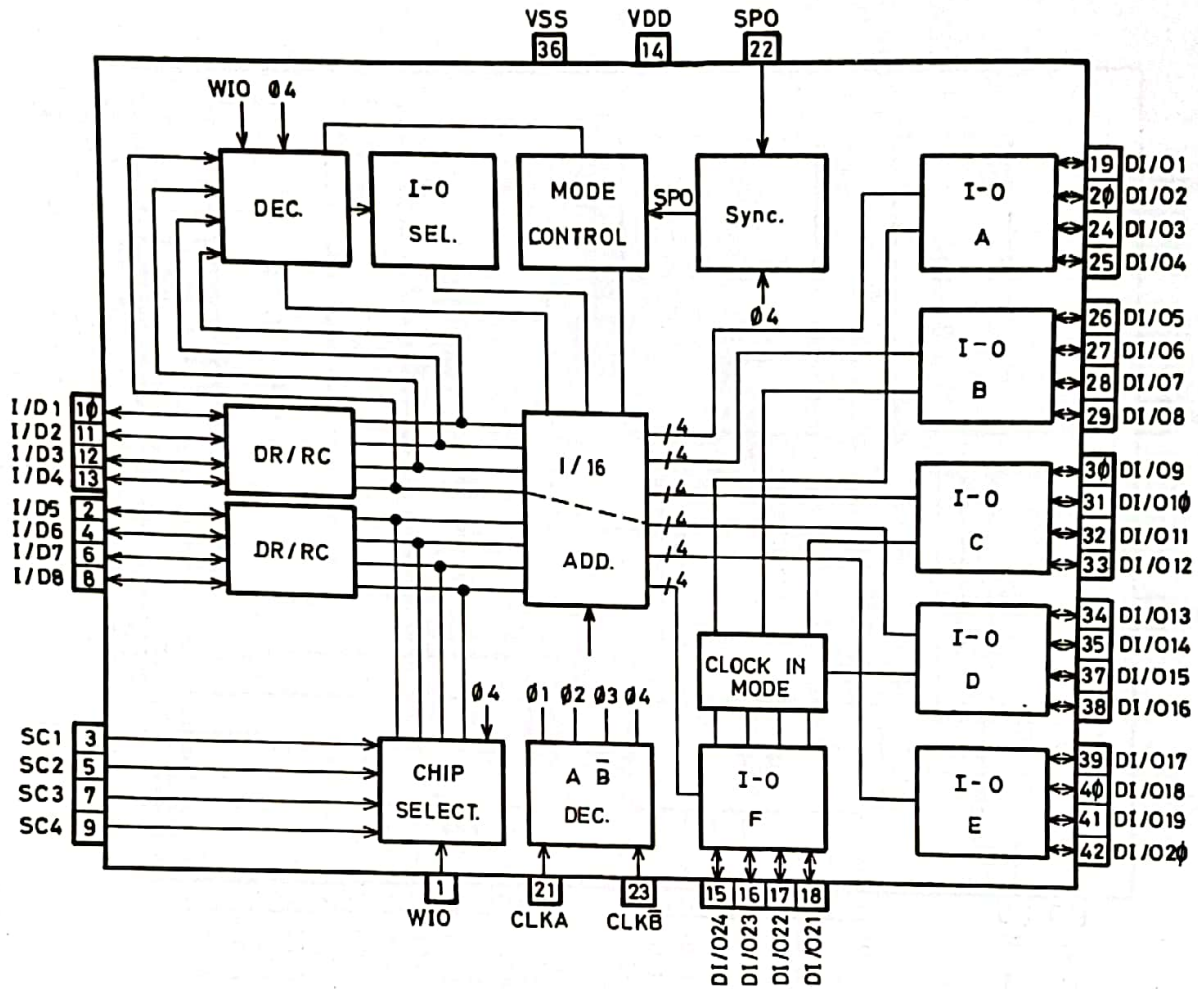 VSS VDD SPO
36 14 22
WIO Ø4
DEC.
I-O
SEL.
MODE
CONTROL
SPO
Sync.
Ø4
I-O
A
19 DI/O1
2Ø DI/O2
24 DI/O3
25 DI/O4
I-O
B
26 DI/O5
27 DI/O6
28 DI/O7
29 DI/O8
I/D1 1Ø
I/D2 11
I/D3 12
I/D4 13
DR/RC
I/D5 2
I/D6 4
I/D7 6
I/D8 8
DR/RC
I/16
ADD.
/4
/4
/4
/4
/4
/4
I-O
C
3Ø DI/O9
31 DI/O1Ø
32 DI/O11
33 DI/O12
I-O
D
34 DI/O13
35 DI/O14
37 DI/O15
38 DI/O16
CLOCK IN
MODE
Ø4
Ø1 Ø2 Ø3 Ø4
SC1 3
SC2 5
SC3 7
SC4 9
CHIP
SELECT.
A B̅
DEC.
I-O
F
I-O
E
39 DI/O17
4Ø DI/O18
41 DI/O19
42 DI/O2Ø
1 21 23 15 16 17 18
WIO CLKA CLKB̅
DI/O24
DI/O23
DI/O22
DI/O21